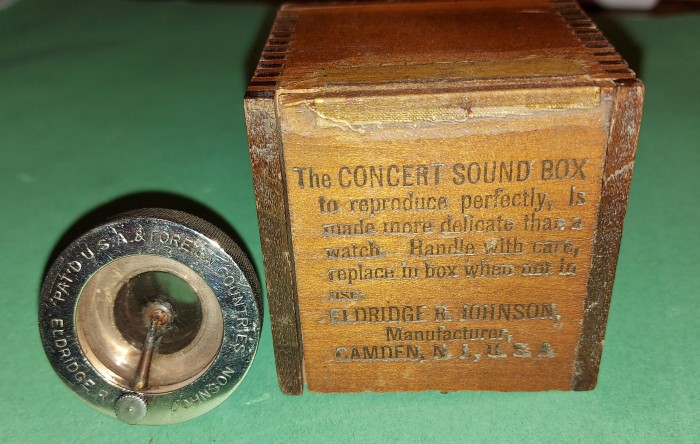 The CONCERT SOUND BOX
to reproduce perfectly, is
made more delicate than a
watch. Handle with care,
replace in box when not in
use.
ELDRIDGE R. JOHNSON,
Manufacturer,
CAMDEN, N. J., U. S. A
PAT'D U.S.A. & FOREIGN COUNTRIES
ELDRIDGE R. JOHNSON